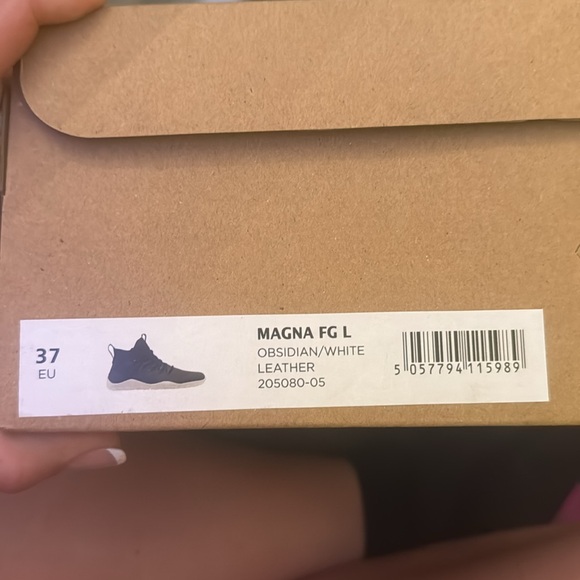 37
EU
MAGNA FG L
OBSIDIAN/WHITE
LEATHER
205080-05
5 057794 115989